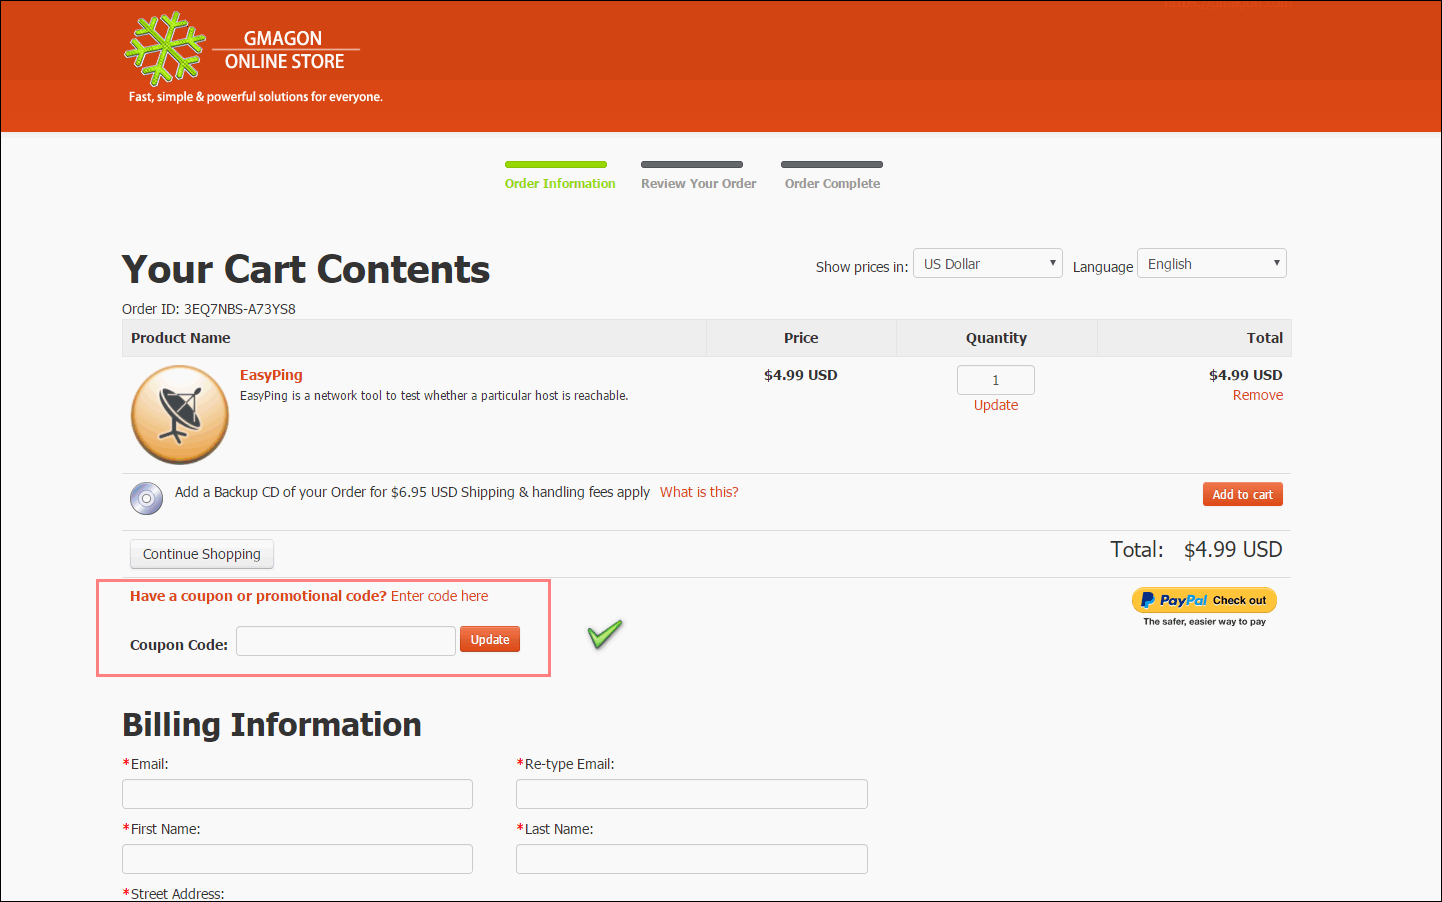 GMAGON
ONLINE STORE
Fast, simple & powerful solutions for everyone.
Order Information
Review Your Order
Order Complete
Your Cart Contents
Show prices in: US Dollar
Language English
Order ID: 3EQ7NBS-A73YS8
Product Name Price Quantity Total
EasyPing $4.99 USD 1 $4.99 USD
EasyPing is a network tool to test whether a particular host is reachable. Update Remove
Add a Backup CD of your Order for $6.95 USD Shipping & handling fees apply What is this? Add to cart
Continue Shopping Total: $4.99 USD
Have a coupon or promotional code? Enter code here
PayPal Check out
The safer, easier way to pay
Coupon Code: Update
Billing Information
*Email: *Re-type Email:
*First Name: *Last Name:
*Street Address: